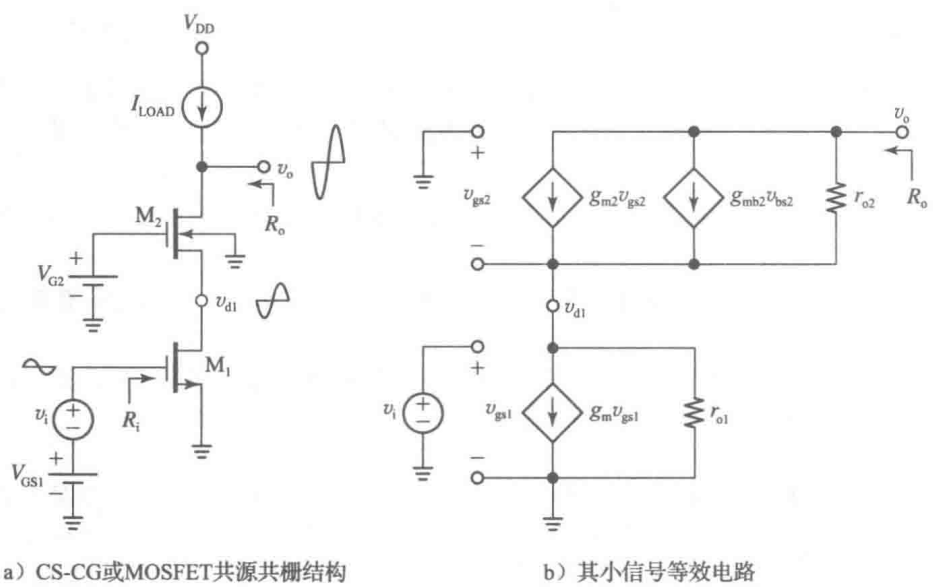 V_DD
I_LOAD
v_o
M_2
R_o
+
V_G2
−
v_d1
M_1
R_i
v_i
+
−
+
V_GS1
−
+
v_gs2
−
g_m2v_gs2
g_mb2v_bs2
r_o2
v_o
R_o
v_d1
+
v_i
+
−
v_gs1
g_mv_gs1
r_o1
−
a）CS-CG或MOSFET共源共栅结构
b）其小信号等效电路